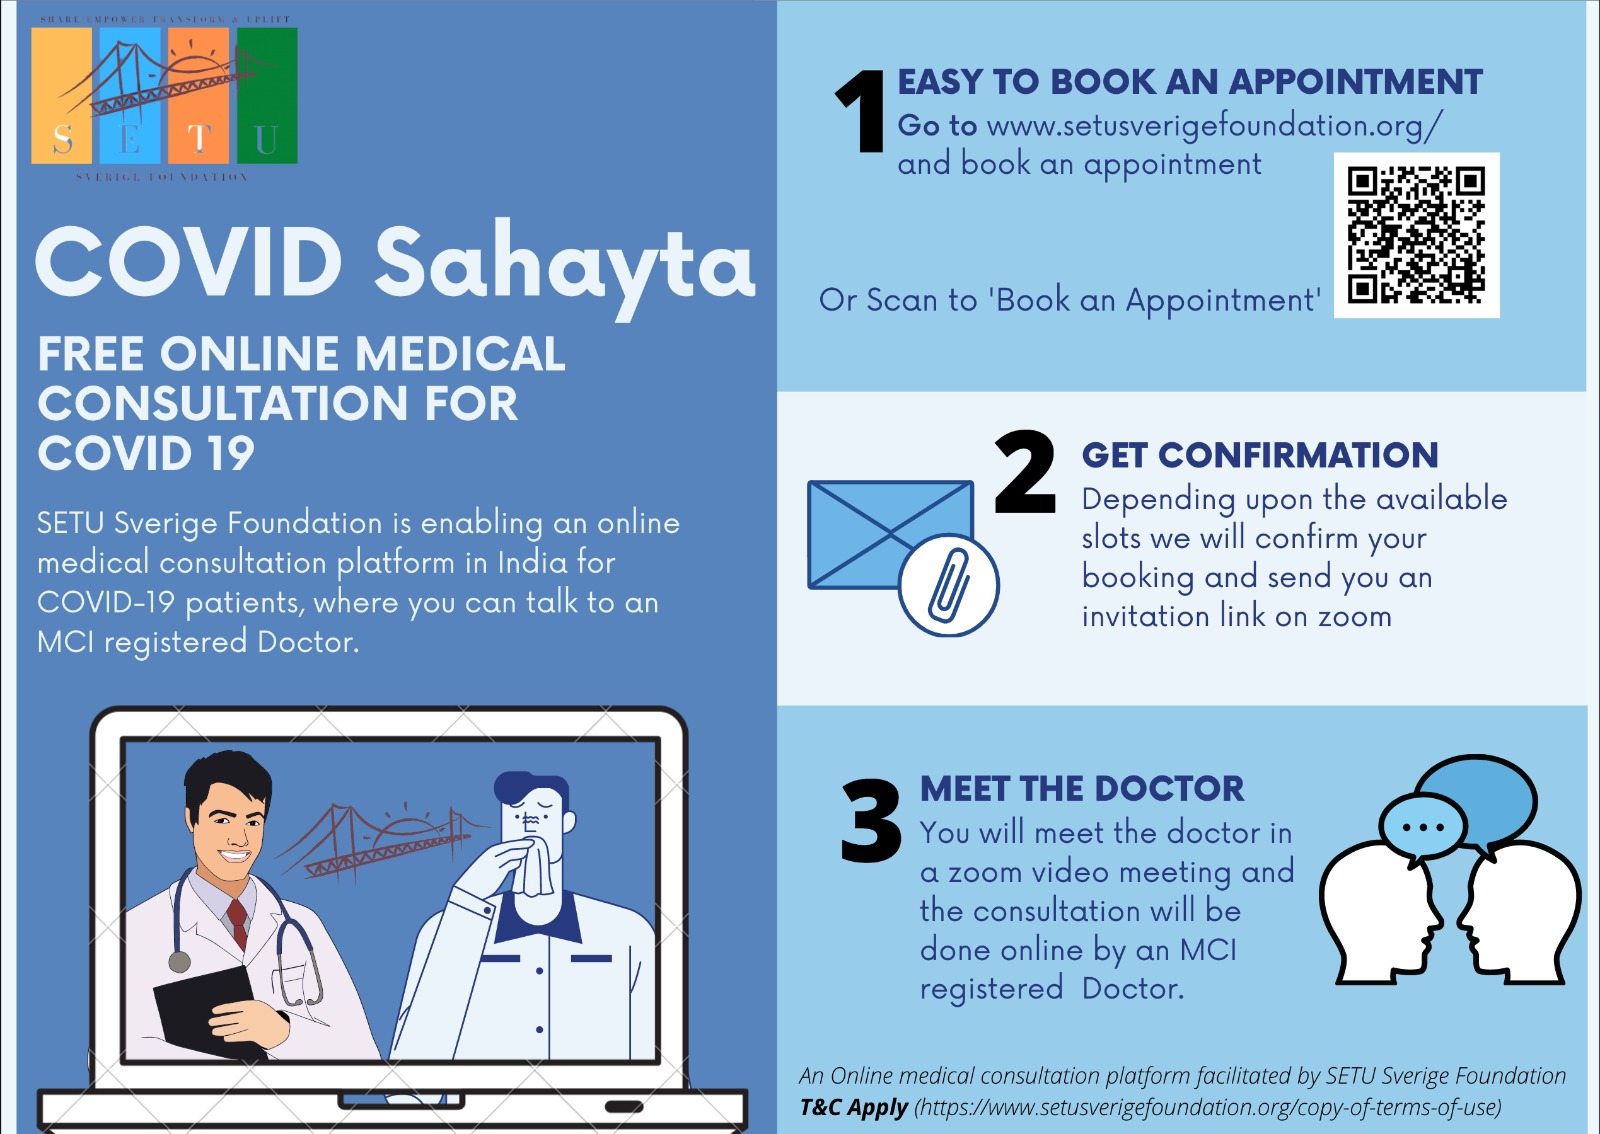 SHARE EMPOWER TRANSFORM & UPLIFT
S E T U
SVERIGE FOUNDATION
COVID Sahayta
FREE ONLINE MEDICAL
CONSULTATION FOR
COVID 19
SETU Sverige Foundation is enabling an online
medical consultation platform in India for
COVID-19 patients, where you can talk to an
MCI registered Doctor.
1
EASY TO BOOK AN APPOINTMENT
Go to www.setusverigefoundation.org/
and book an appointment
Or Scan to 'Book an Appointment'
2
GET CONFIRMATION
Depending upon the available
slots we will confirm your
booking and send you an
invitation link on zoom
3
MEET THE DOCTOR
You will meet the doctor in
a zoom video meeting and
the consultation will be
done online by an MCI
registered  Doctor.
An Online medical consultation platform facilitated by SETU Sverige Foundation
T&C Apply (https://www.setusverigefoundation.org/copy-of-terms-of-use)